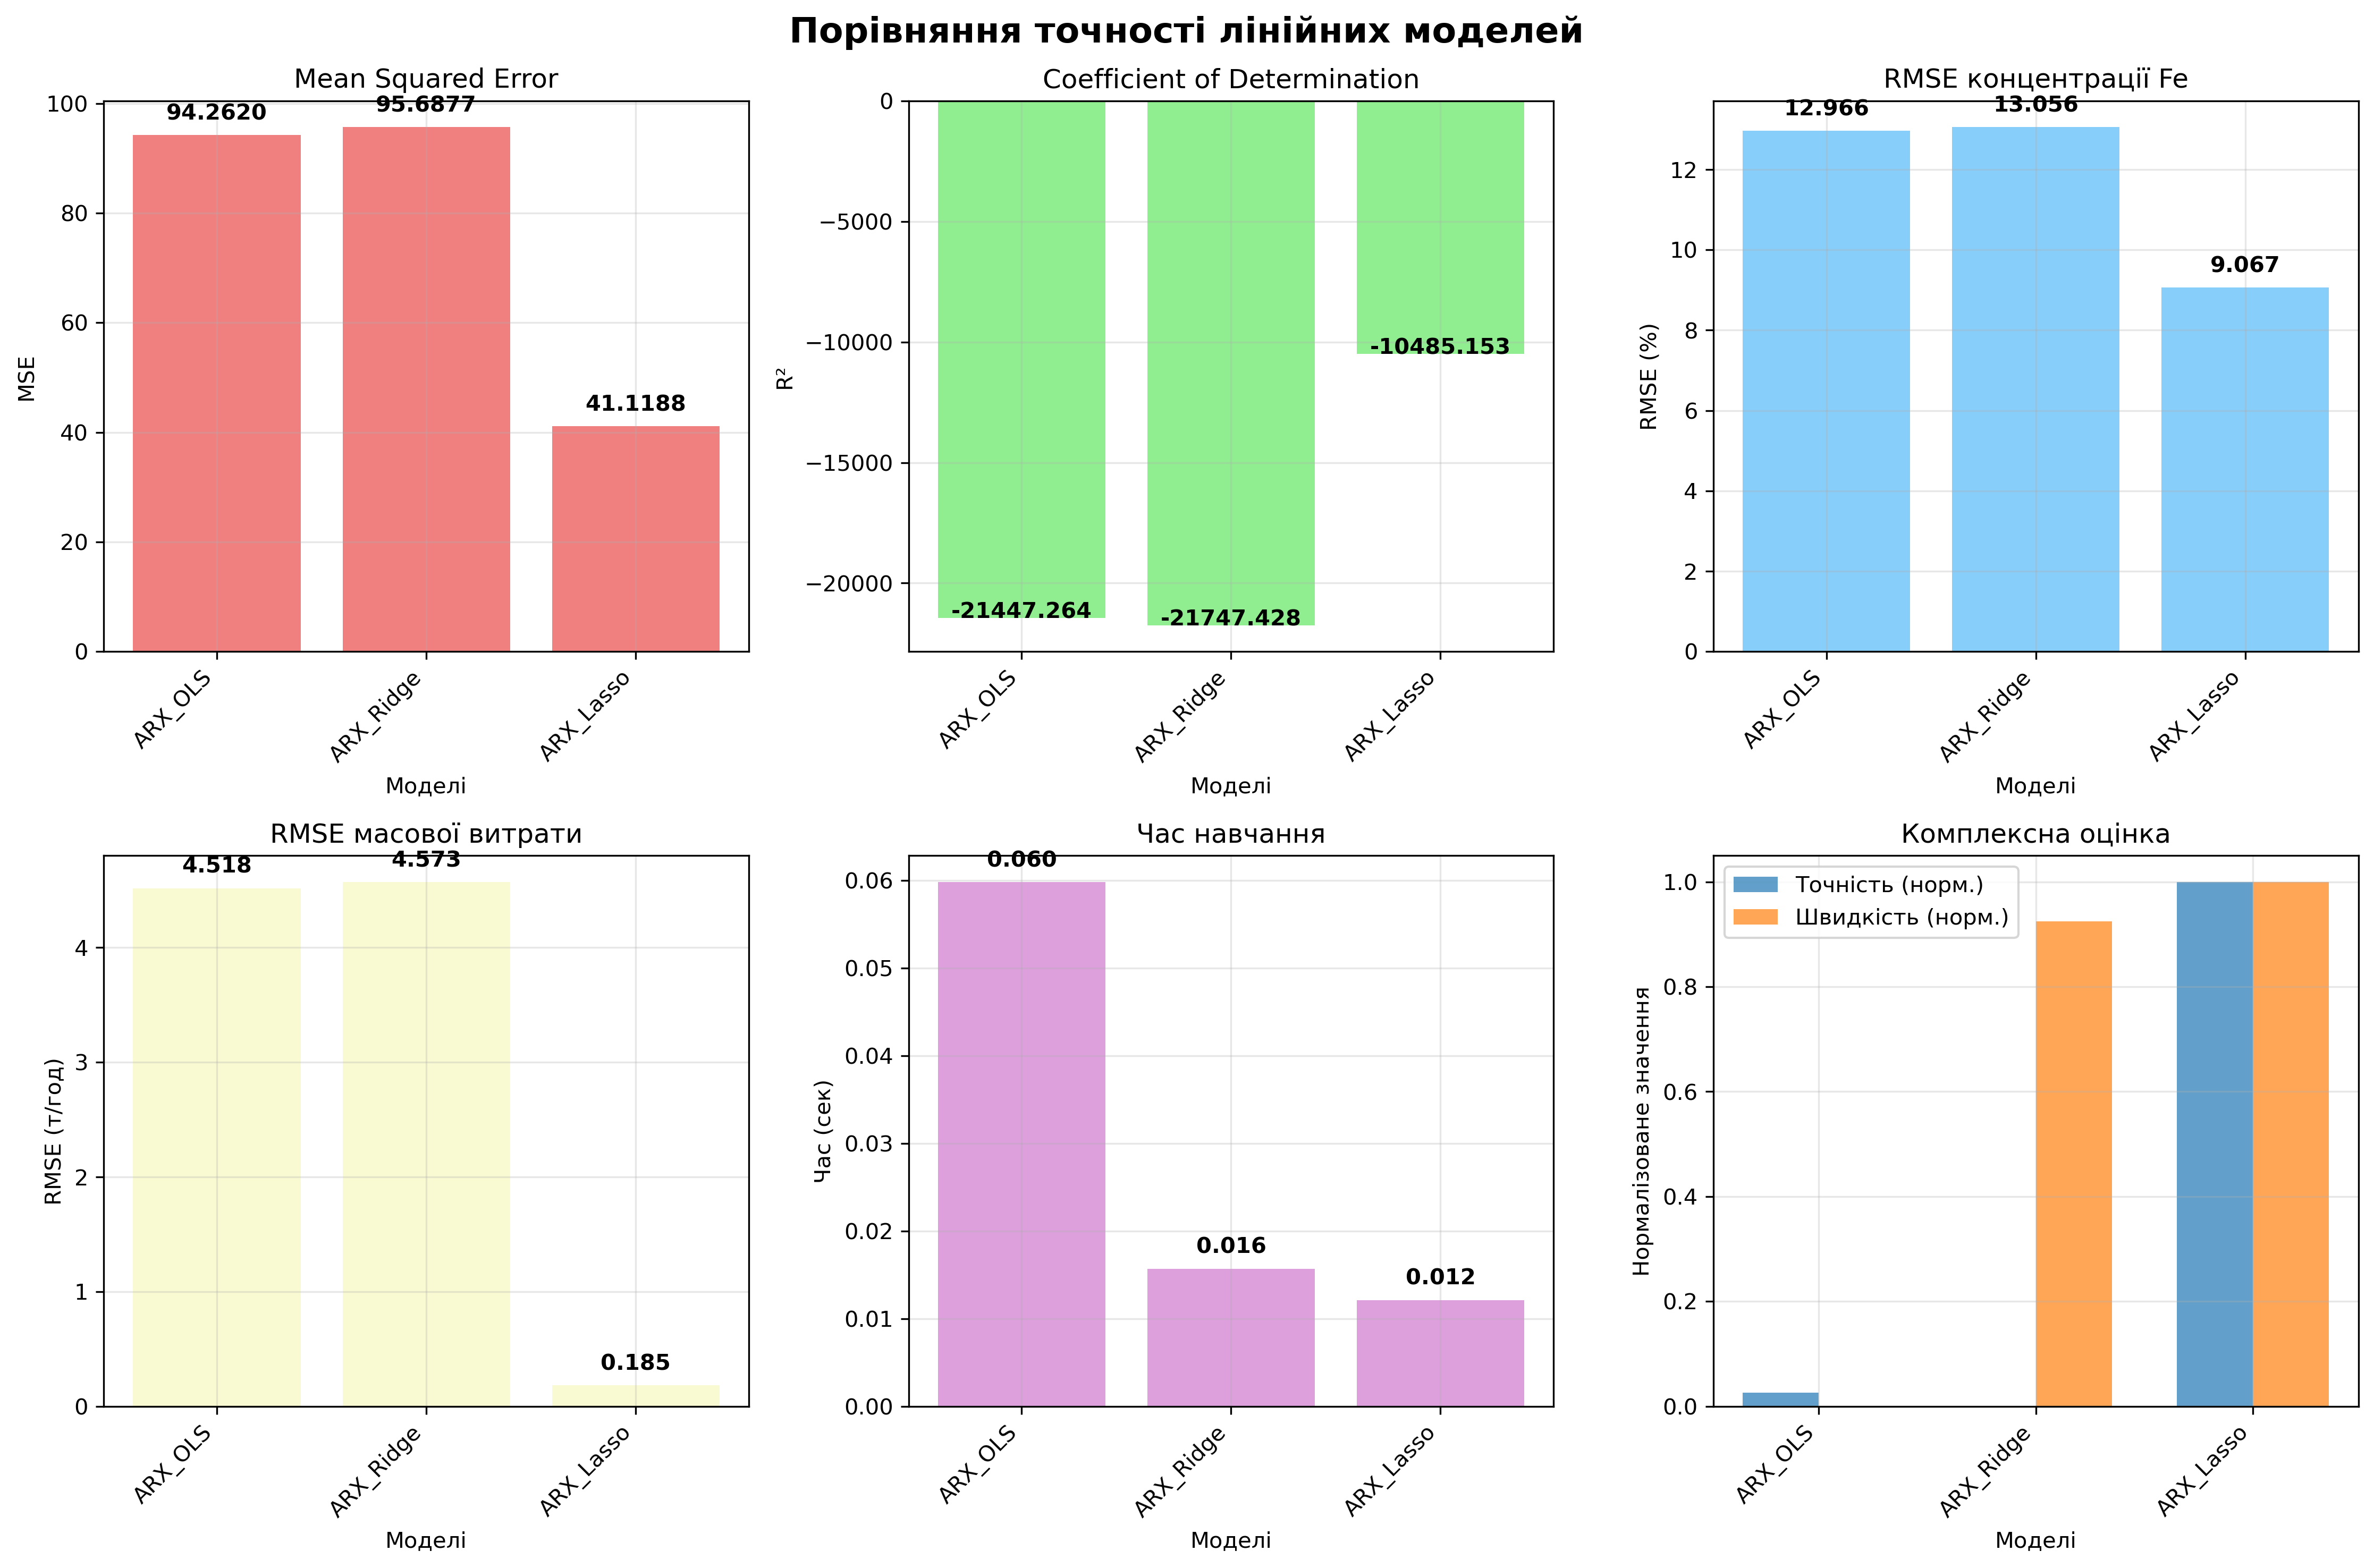 Порівняння точності лінійних моделей
Mean Squared Error
MSE
100
80
60
40
20
0
94.2620
95.6877
41.1188
ARX_OLS
ARX_Ridge
ARX_Lasso
Моделі
Coefficient of Determination
R²
0
−5000
−10000
−15000
−20000
-21447.264
-21747.428
-10485.153
ARX_OLS
ARX_Ridge
ARX_Lasso
Моделі
RMSE концентрації Fe
RMSE (%)
12
10
8
6
4
2
0
12.966
13.056
9.067
ARX_OLS
ARX_Ridge
ARX_Lasso
Моделі
RMSE масової витрати
RMSE (т/год)
4
3
2
1
0
4.518
4.573
0.185
ARX_OLS
ARX_Ridge
ARX_Lasso
Моделі
Час навчання
Час (сек)
0.06
0.05
0.04
0.03
0.02
0.01
0.00
0.060
0.016
0.012
ARX_OLS
ARX_Ridge
ARX_Lasso
Моделі
Комплексна оцінка
Нормалізоване значення
1.0
0.8
0.6
0.4
0.2
0.0
Точність (норм.)
Швидкість (норм.)
ARX_OLS
ARX_Ridge
ARX_Lasso
Моделі